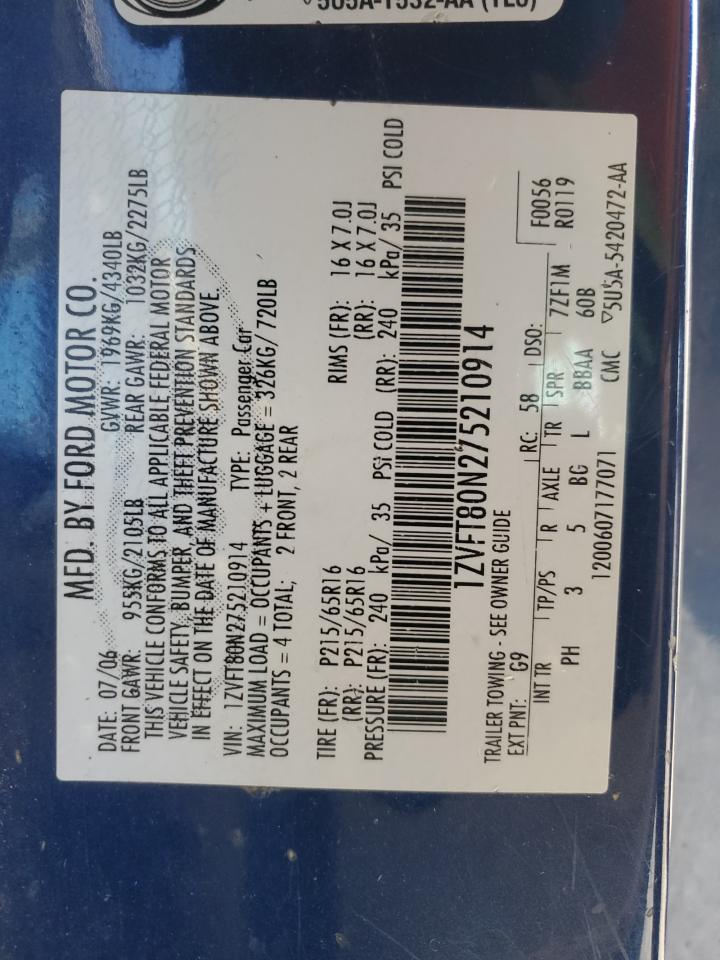 5U5A-1532-AA (TLU)
MFD. BY FORD MOTOR CO.
DATE: 07/06 GVWR: 1969KG/4340LB
FRONT GAWR: 955KG/2105LB REAR GAWR: 1032KG/2275LB
THIS VEHICLE CONFORMS TO ALL APPLICABLE FEDERAL MOTOR
VEHICLE SAFETY, BUMPER, AND THEFT PREVENTION STANDARDS
IN EFFECT ON THE DATE OF MANUFACTURE SHOWN ABOVE.
VIN: 1ZVFT80N275210914 TYPE: Passenger Car
MAXIMUM LOAD = OCCUPANTS + LUGGAGE = 326KG/720LB
OCCUPANTS = 4 TOTAL; 2 FRONT, 2 REAR
TIRE (FR): P215/65R16 RIMS (FR): 16 X 7.0J
(RR): P215/65R16 (RR): 16 X 7.0J
PRESSURE (FR): 240 kPa/ 35 PSI COLD (RR): 240 kPa/ 35 PSI COLD
1ZVFT80N275210914
TRAILER TOWING - SEE OWNER GUIDE
EXT PNT: G9 RC: 58 DSO: F0056
INT TR TP/PS R AXLE TR SPR 7ZF1M R0119
PH 3 5 BG L BBAA 60B
1200607177071 CMC ▽5U5A-5420472-AA